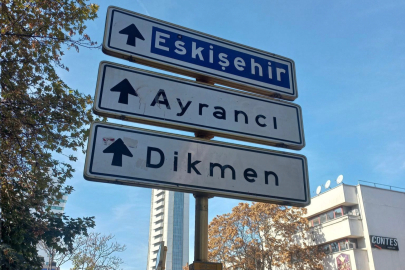 Eskişehir
Ayrancı
Dikmen
CONTES